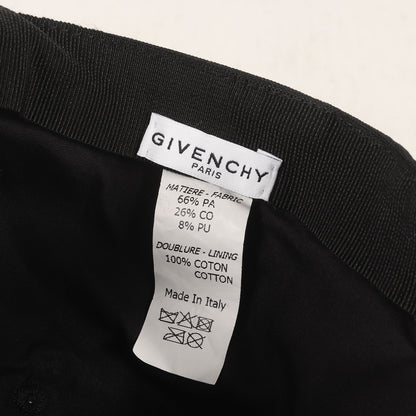 GIVENCHY
PARIS
MATIERE - FABRIC
66% PA
26% CO
8% PU
DOUBLURE - LINING
100% COTON
COTTON
Made In Italy